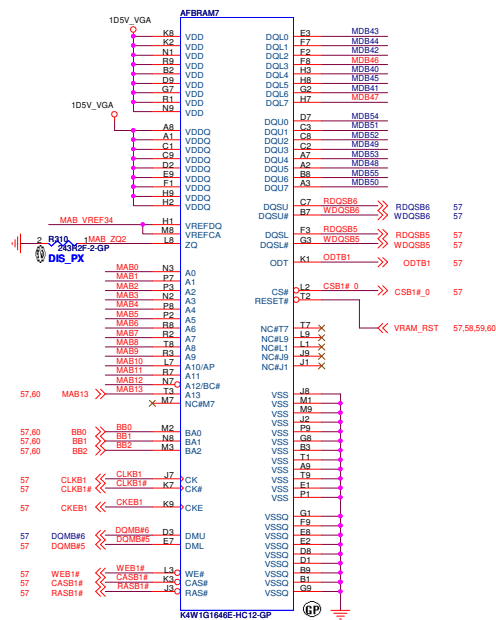 AFBRAM7
1D5V_VGA
K8 VDD
K2 VDD
N1 VDD
R9 VDD
B2 VDD
D9 VDD
G7 VDD
R1 VDD
N9 VDD
1D5V_VGA
A8 VDDQ
A1 VDDQ
C1 VDDQ
C9 VDDQ
D2 VDDQ
E9 VDDQ
F1 VDDQ
H9 VDDQ
H2 VDDQ
MAB_VREF34 H1 VREFDQ
M8 VREFCA
2 R310 1 MAB_ZQ2 L8 ZQ
243R2F-2-GP
DIS_PX
MAB0 N3 A0
MAB1 P7 A1
MAB2 P3 A2
MAB3 N2 A3
MAB4 P8 A4
MAB5 P2 A5
MAB6 R8 A6
MAB7 R2 A7
MAB8 T8 A8
MAB9 R3 A9
MAB10 L7 A10/AP
MAB11 R7 A11
MAB12 N7 A12/BC#
57,60 MAB13 MAB13 T3 A13
M7 NC#M7
57,60 BB0 BB0 M2 BA0
57,60 BB1 BB1 N8 BA1
57,60 BB2 BB2 M3 BA2
57 CLKB1 CLKB1 J7 CK
57 CLKB1# CLKB1# K7 CK#
57 CKEB1 CKEB1 K9 CKE
57 DQMB#6 DQMB#6 D3 DMU
57 DQMB#5 DQMB#5 E7 DML
57 WEB1# WEB1# L3 WE#
57 CASB1# CASB1# K3 CAS#
57 RASB1# RASB1# J3 RAS#
DQL0 E3 MDB43
DQL1 F7 MDB44
DQL2 F2 MDB42
DQL3 F8 MDB46
DQL4 H3 MDB40
DQL5 H8 MDB45
DQL6 G2 MDB41
DQL7 H7 MDB47
DQU0 D7 MDB54
DQU1 C3 MDB51
DQU2 C8 MDB52
DQU3 C2 MDB49
DQU4 A7 MDB53
DQU5 A2 MDB48
DQU6 B8 MDB55
DQU7 A3 MDB50
DQSU C7 RDQSB6 RDQSB6 57
DQSU# B7 WDQSB6 WDQSB6 57
DQSL F3 RDQSB5 RDQSB5 57
DQSL# G3 WDQSB5 WDQSB5 57
ODT K1 ODTB1 ODTB1 57
CS# L2 CSB1#_0 CSB1#_0 57
RESET# T2
VRAM_RST 57,58,59,60
NC#T7 T7
NC#L9 L9
NC#L1 L1
NC#J9 J9
NC#J1 J1
VSS J8
VSS M1
VSS M9
VSS J2
VSS P9
VSS G8
VSS B3
VSS T1
VSS A9
VSS T9
VSS E1
VSS P1
VSSQ G1
VSSQ F9
VSSQ E8
VSSQ E2
VSSQ D8
VSSQ D1
VSSQ B9
VSSQ B1
VSSQ G9
K4W1G1646E-HC12-GP
GP